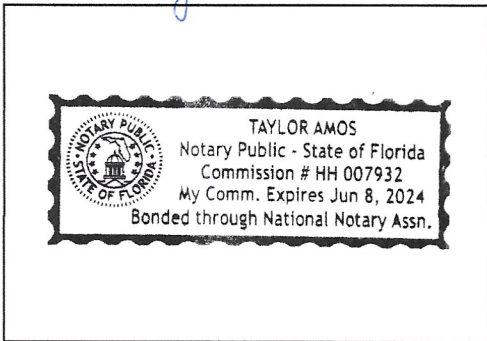 NOTARY PUBLIC
STATE OF FLORIDA
TAYLOR AMOS
Notary Public - State of Florida
Commission # HH 007932
My Comm. Expires Jun 8, 2024
Bonded through National Notary Assn.